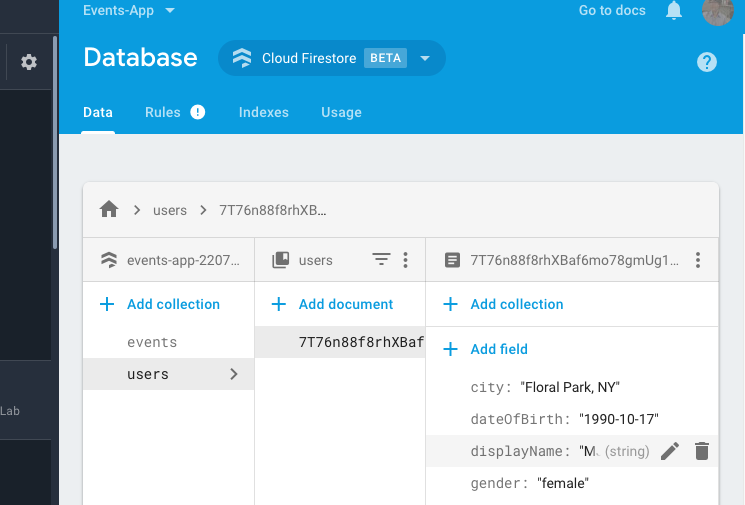 Events-App
Go to docs
Database
Cloud Firestore BETA
Data Rules Indexes Usage
users 7T76n88f8rhXB...
events-app-2207...
users
7T76n88f8rhXBaf6mo78gmUg1...
Add collection
Add document
Add collection
events
users
7T76n88f8rhXBaf
Add field
city: "Floral Park, NY"
dateOfBirth: "1990-10-17"
displayName: "M (string)
gender: "female"
Lab